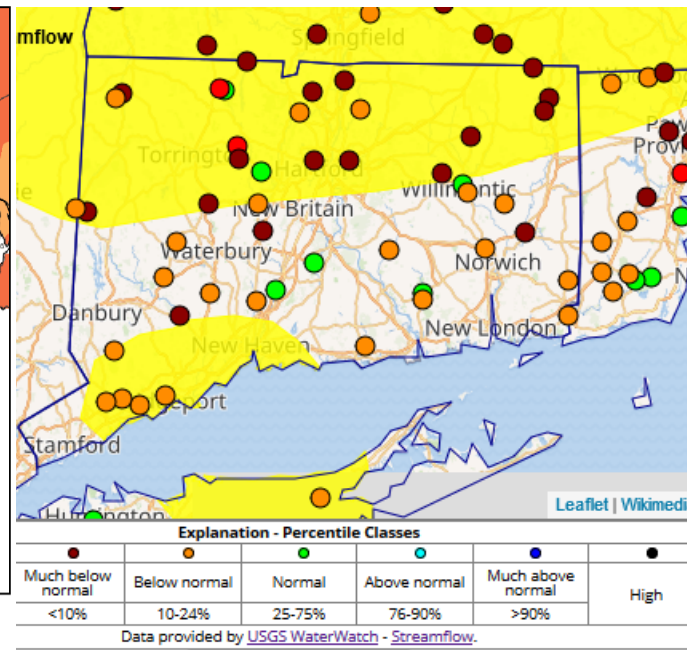 mflow
Springfield
Torrington
Hartford
Willimantic
New Britain
Waterbury
Norwich
Danbury
New London
New Haven
eport
Stamford
Huntington
Leaflet | Wikimedi
Explanation - Percentile Classes
Much below normal Below normal Normal Above normal Much above normal High
<10% 10-24% 25-75% 76-90% >90%
Data provided by USGS WaterWatch - Streamflow.